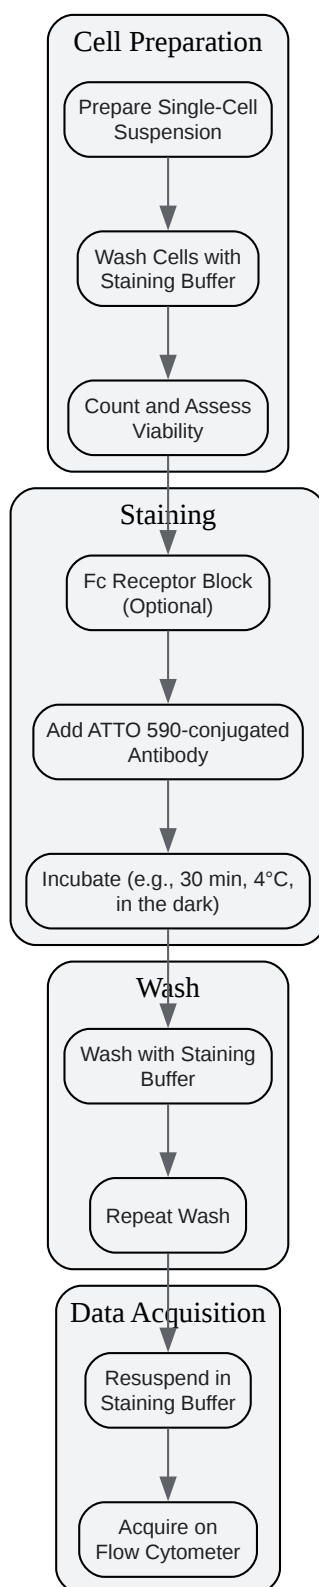 Cell Preparation
Prepare Single-Cell
Suspension
Wash Cells with
Staining Buffer
Count and Assess
Viability
Staining
Fc Receptor Block
(Optional)
Add ATTO 590-conjugated
Antibody
Incubate (e.g., 30 min, 4°C,
in the dark)
Wash
Wash with Staining
Buffer
Repeat Wash
Data Acquisition
Resuspend in
Staining Buffer
Acquire on
Flow Cytometer